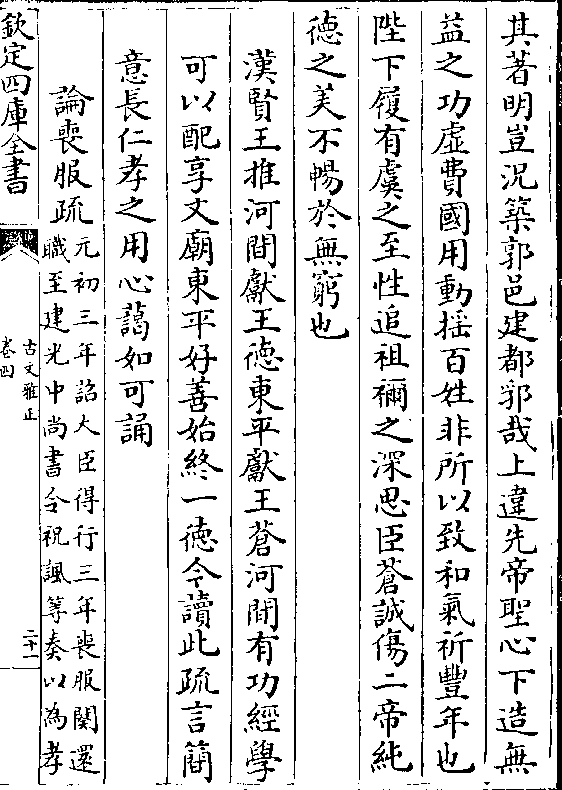 其著明豈況築郭邑建都郛哉上違先帝聖心下造無
益之功虛費國用動搖百姓非所以致和氣祈豐年也
陛下履有虞之至性追祖禰之深思臣蒼誠傷二帝純
德之美不暢於無窮也
漢賢王推河間獻王德東平獻王蒼河間有功經學
可以配享文廟東平好善始終一德今讀此疏言簡
意長仁孝之用心藹如可誦
論喪服疏
元初三年詔大臣得行三年喪服闋還
職至建光中尚書令祝諷等奏以為孝
欽定四庫全書
古文雅正
卷四
二十一